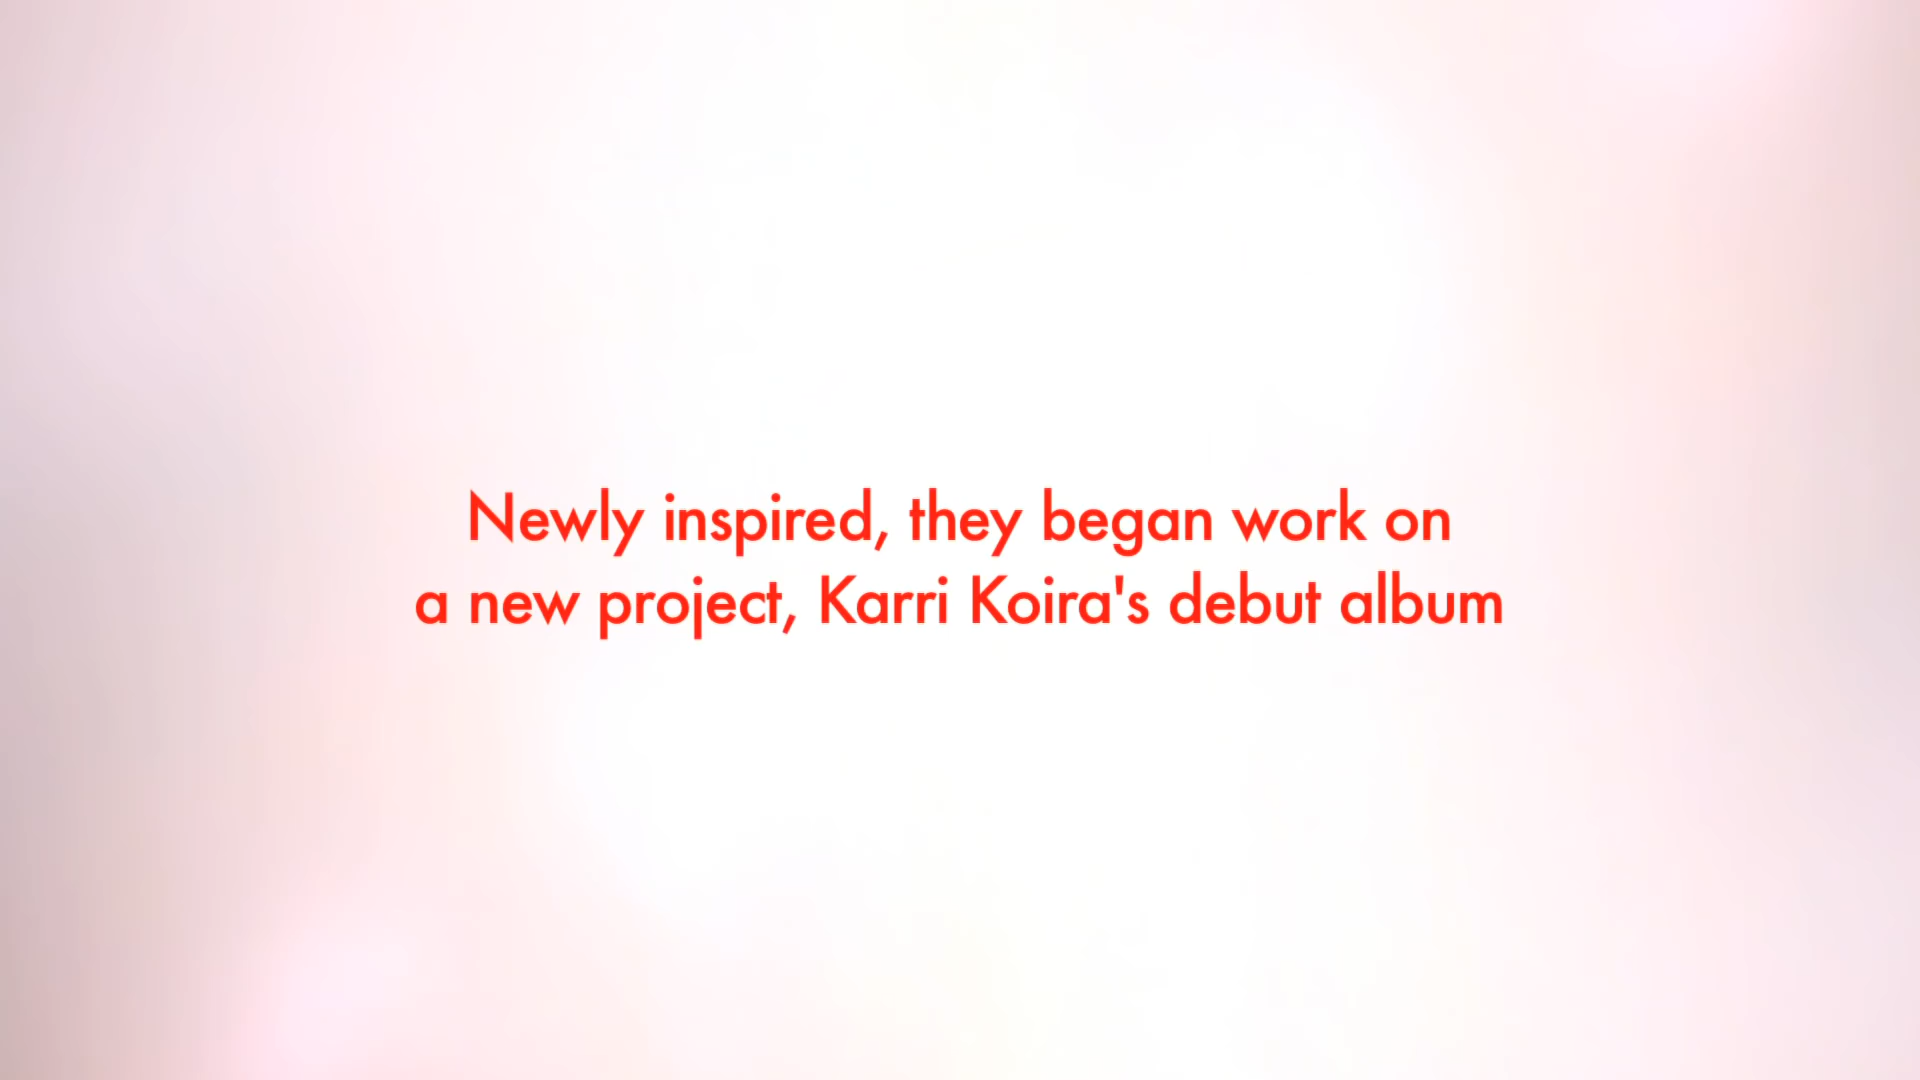 Newly inspired, they began work on
a new project, Karri Koira's debut album